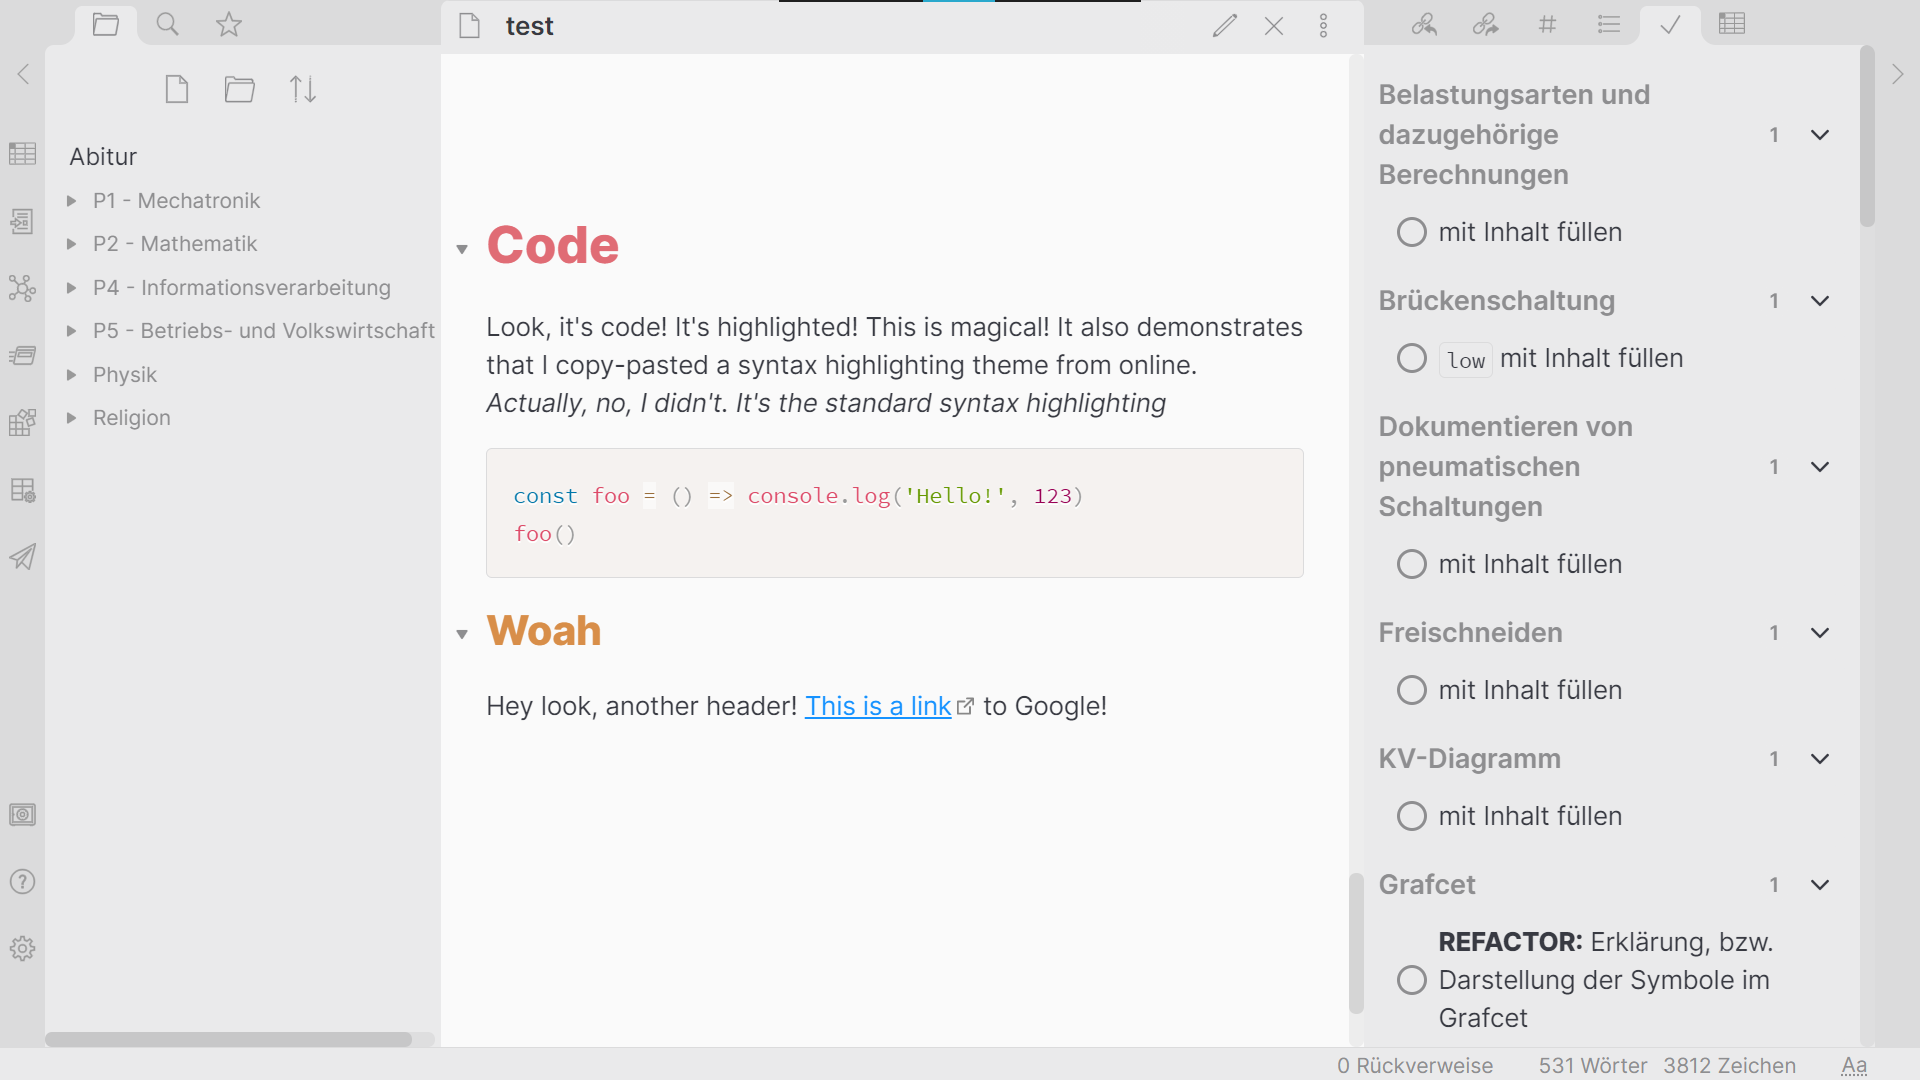 test
Abitur
P1 - Mechatronik
P2 - Mathematik
P4 - Informationsverarbeitung
P5 - Betriebs- und Volkswirtschaft
Physik
Religion
Code
Look, it's code! It's highlighted! This is magical! It also demonstrates
that I copy-pasted a syntax highlighting theme from online.
Actually, no, I didn't. It's the standard syntax highlighting
const foo = () => console.log('Hello!', 123)
foo()
Woah
Hey look, another header! This is a link to Google!
Belastungsarten und
dazugehörige
Berechnungen
1
mit Inhalt füllen
Brückenschaltung 1
low mit Inhalt füllen
Dokumentieren von
pneumatischen
Schaltungen
1
mit Inhalt füllen
Freischneiden 1
mit Inhalt füllen
KV-Diagramm 1
mit Inhalt füllen
Grafcet 1
REFACTOR: Erklärung, bzw.
Darstellung der Symbole im
Grafcet
0 Rückverweise 531 Wörter 3812 Zeichen Aa